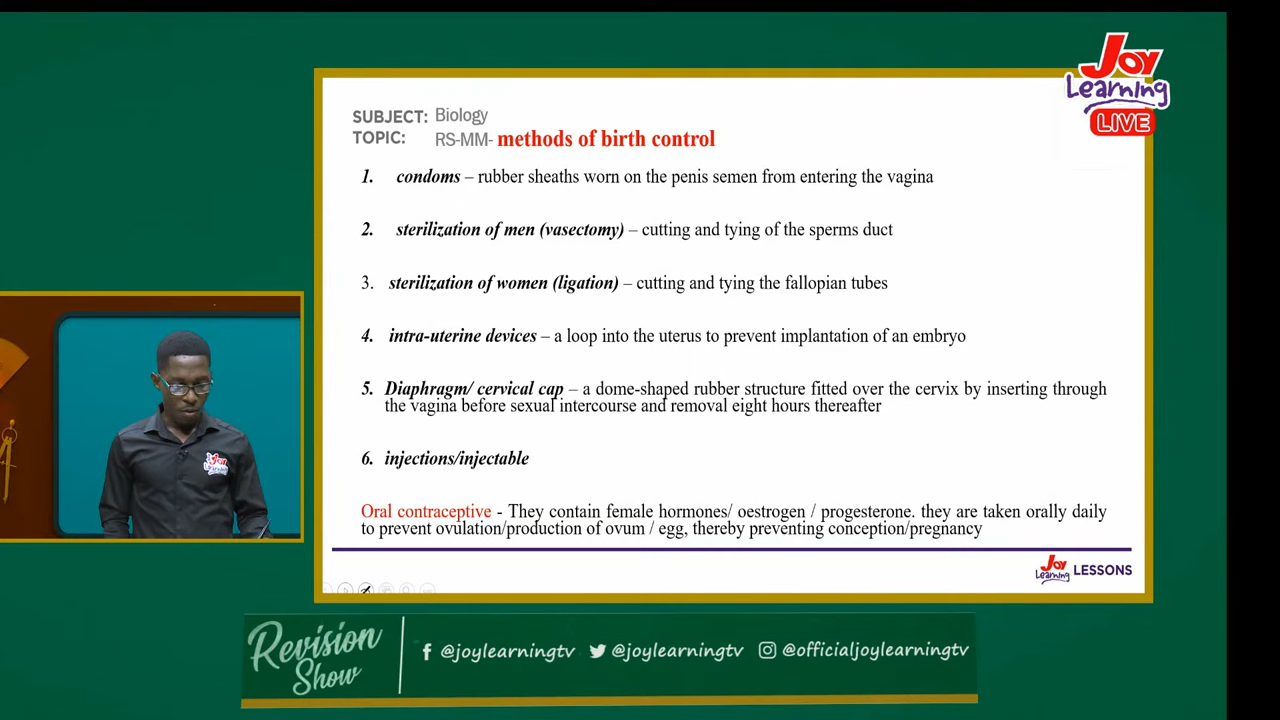 Joy
Learning
LIVE
SUBJECT: Biology
TOPIC: RS-MM- methods of birth control
1. condoms – rubber sheaths worn on the penis semen from entering the vagina
2. sterilization of men (vasectomy) – cutting and tying of the sperms duct
3. sterilization of women (ligation) – cutting and tying the fallopian tubes
4. intra-uterine devices – a loop into the uterus to prevent implantation of an embryo
5. Diaphragm/ cervical cap – a dome-shaped rubber structure fitted over the cervix by inserting through
the vagina before sexual intercourse and removal eight hours thereafter
6. injections/injectable
Oral contraceptive - They contain female hormones/ oestrogen / progesterone. they are taken orally daily
to prevent ovulation/production of ovum / egg, thereby preventing conception/pregnancy
Joy
Learning LESSONS
Joy
Learning
Revision
Show
@joylearningtv @joylearningtv @officialjoylearningtv